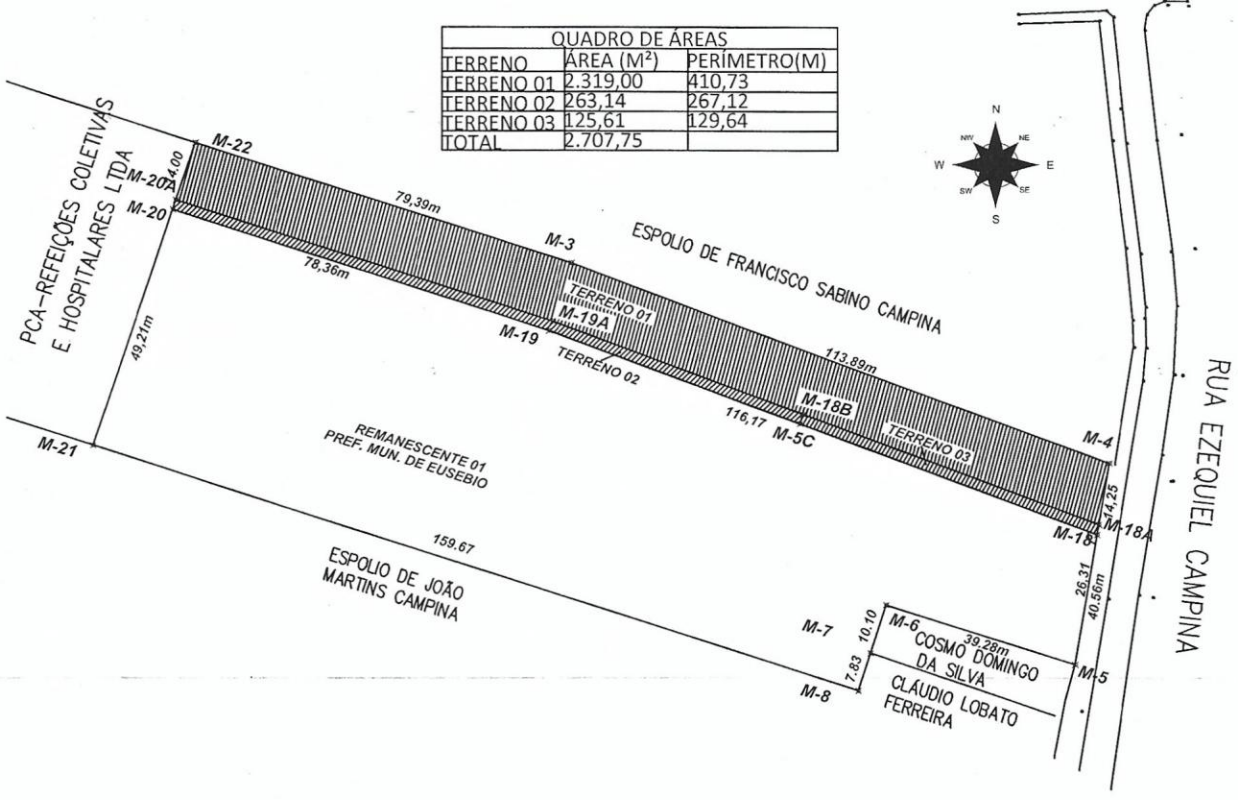 QUADRO DE ÁREAS
TERRENO ÁREA (M²) PERÍMETRO(M)
TERRENO 01 2.319,00 410,73
TERRENO 02 263,14 267,12
TERRENO 03 125,61 129,64
TOTAL 2.707,75
N
NW NE
W E
SW SE
S
PCA-REFEIÇÕES COLETIVAS
E HOSPITALARES LTDA
M-22
14.00
M-20A
M-20
79,39m
M-3
ESPOLIO DE FRANCISCO SABINO CAMPINA
78,36m
TERRENO 01
M-19A
M-19
TERRENO 02
49,21m
113.89m
M-18B
116,17
M-5C
TERRENO 03
M-4
14,25
M-18A
M-18
RUA EZEQUIEL CAMPINA
M-21
REMANESCENTE 01
PREF. MUN. DE EUSEBIO
159.67
ESPOLIO DE JOÃO
MARTINS CAMPINA
26,31
40.56m
M-7
10.10
M-6
39,28m
COSMO DOMINGO
DA SILVA
M-5
7.83
M-8
CLÁUDIO LOBATO
FERREIRA